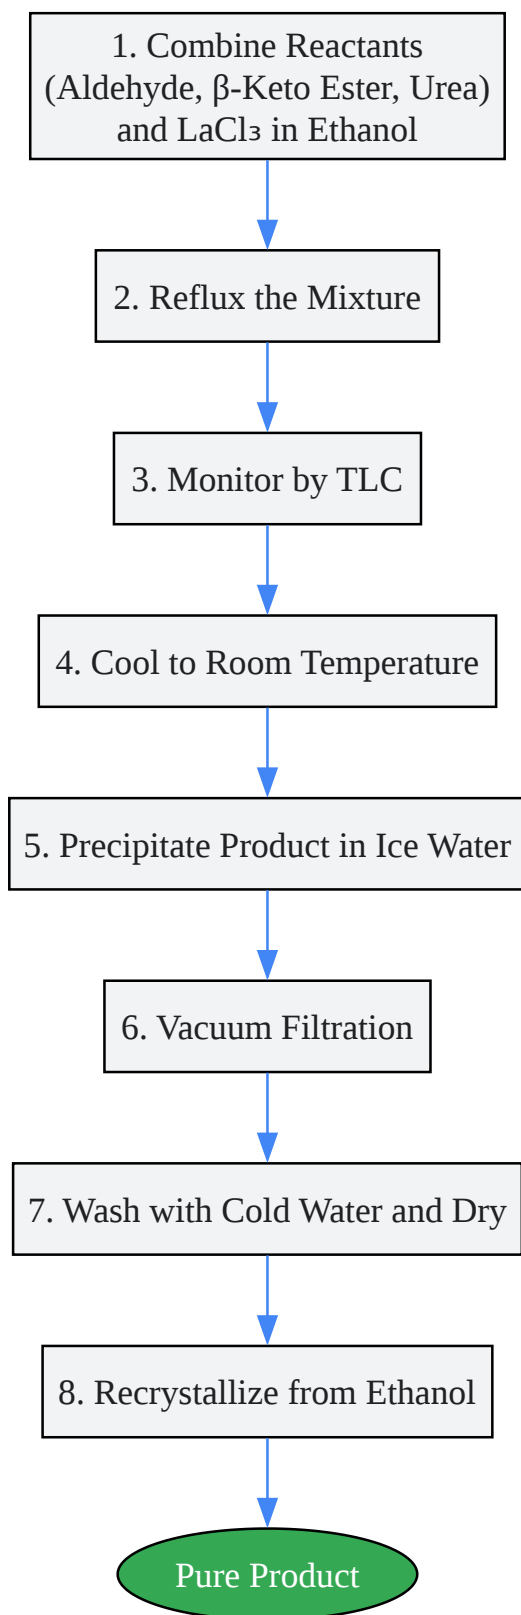 1. Combine Reactants
(Aldehyde, β-Keto Ester, Urea)
and LaCl₃ in Ethanol
2. Reflux the Mixture
3. Monitor by TLC
4. Cool to Room Temperature
5. Precipitate Product in Ice Water
6. Vacuum Filtration
7. Wash with Cold Water and Dry
8. Recrystallize from Ethanol
Pure Product